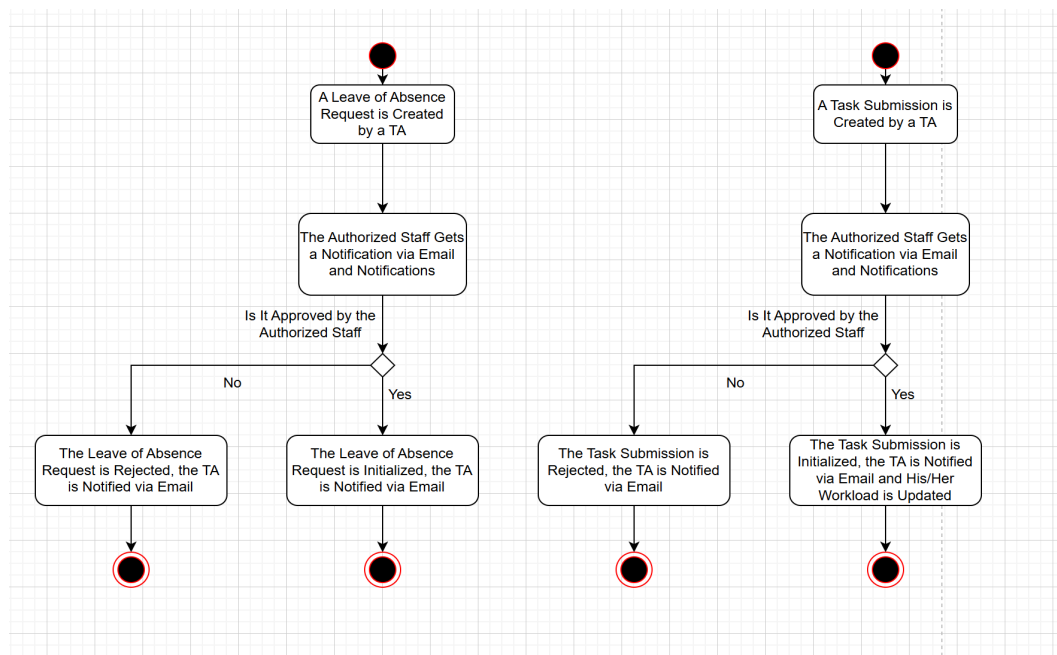 A Leave of Absence
Request is Created
by a TA
A Task Submission is
Created by a TA
The Authorized Staff Gets
a Notification via Email
and Notifications
The Authorized Staff Gets
a Notification via Email
and Notifications
Is It Approved by the
Authorized Staff
Is It Approved by the
Authorized Staff
No
Yes
No
Yes
The Leave of Absence
Request is Rejected, the TA
is Notified via Email
The Leave of Absence
Request is Initialized, the TA
is Notified via Email
The Task Submission is
Rejected, the TA is Notified
via Email
The Task Submission is
Initialized, the TA is Notified
via Email and His/Her
Workload is Updated